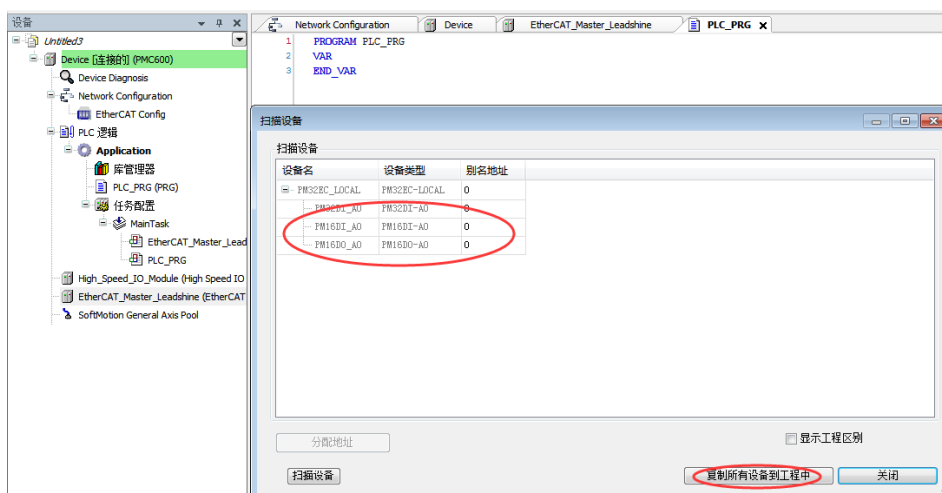 设备
Untitled3
Device [连接的] (PMC600)
Device Diagnosis
Network Configuration
EtherCAT Config
PLC 逻辑
Application
库管理器
PLC_PRG (PRG)
任务配置
MainTask
EtherCAT_Master_Lead
PLC_PRG
High_Speed_IO_Module (High Speed IO
EtherCAT_Master_Leadshine (EtherCAT
SoftMotion General Axis Pool
Network Configuration Device EtherCAT_Master_Leadshine PLC_PRG
1 PROGRAM PLC_PRG
2 VAR
3 END_VAR
扫描设备
扫描设备
设备名 设备类型 别名地址
PM32EC_LOCAL PM32EC-LOCAL 0
PM32DI_A0 PM32DI-A0 0
PM16DI_A0 PM16DI-A0 0
PM16DO_A0 PM16DO-A0 0
分配地址 显示工程区别
扫描设备 复制所有设备到工程中 关闭